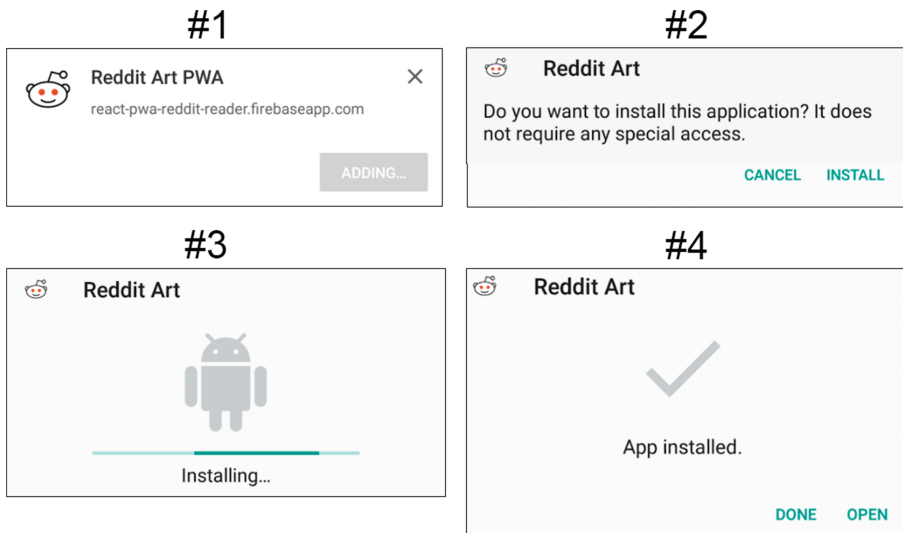 #1
Reddit Art PWA
react-pwa-reddit-reader.firebaseapp.com
ADDING...
#2
Reddit Art
Do you want to install this application? It does
not require any special access.
CANCEL INSTALL
#3
Reddit Art
Installing...
#4
Reddit Art
App installed.
DONE OPEN